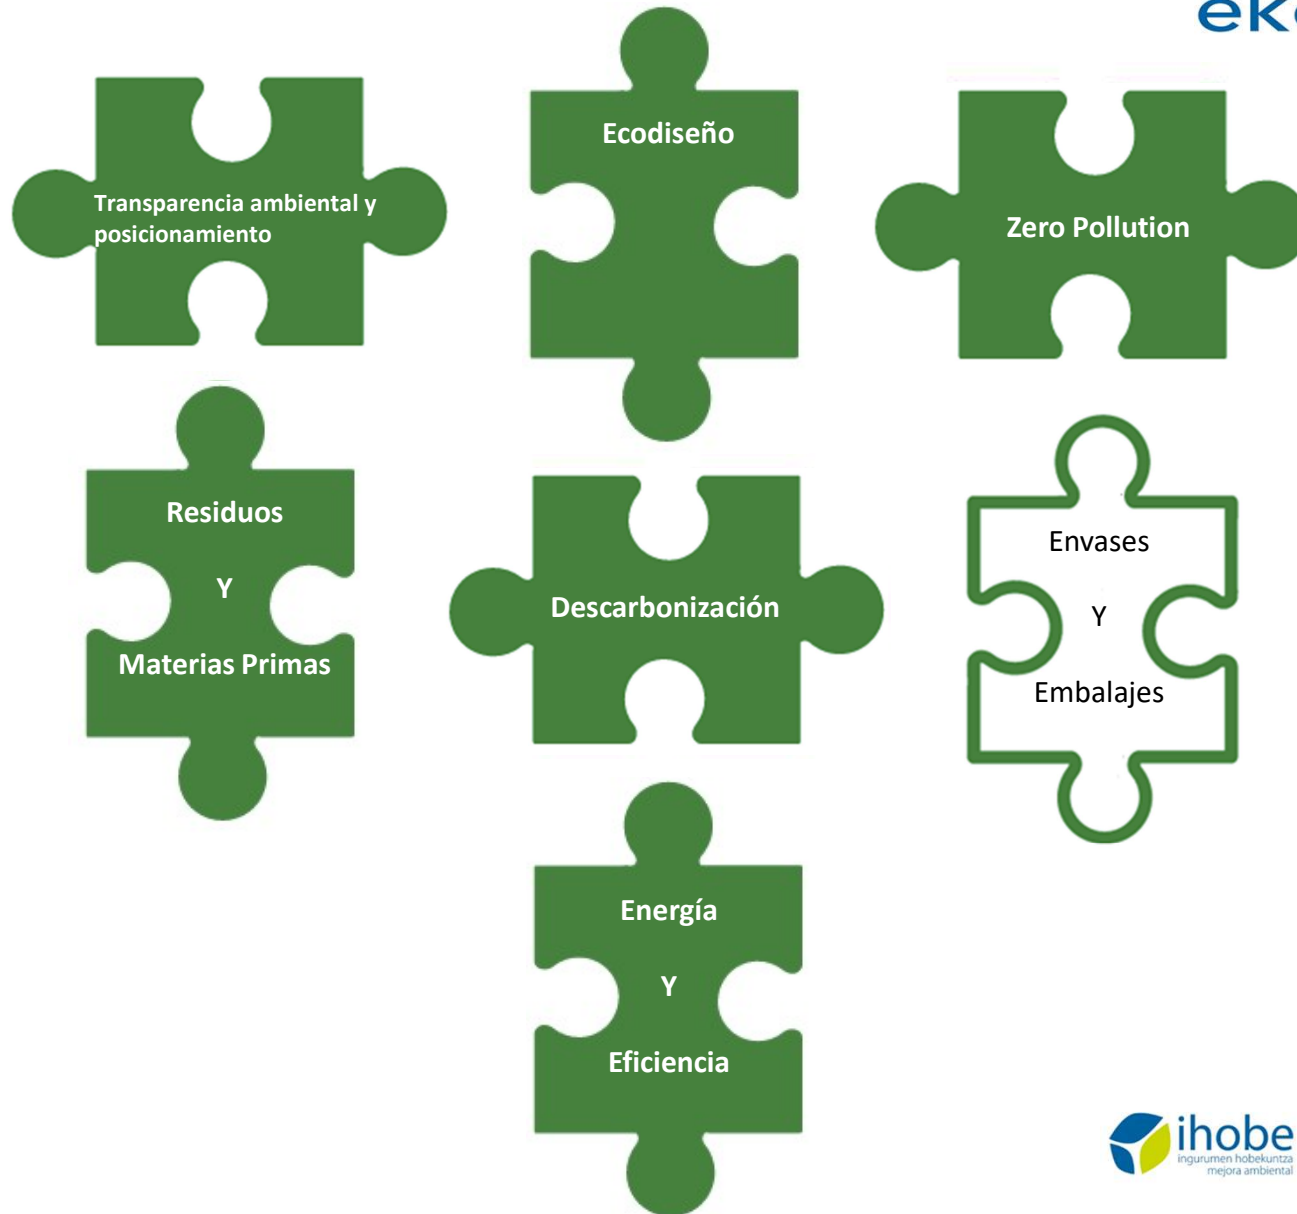 Transparencia ambiental y
posicionamiento
Ecodiseño
Zero Pollution
Residuos
Y
Materias Primas
Descarbonización
Envases
Y
Embalajes
Energía
Y
Eficiencia
ihobe
ingurumen hobekuntza
mejora ambiental